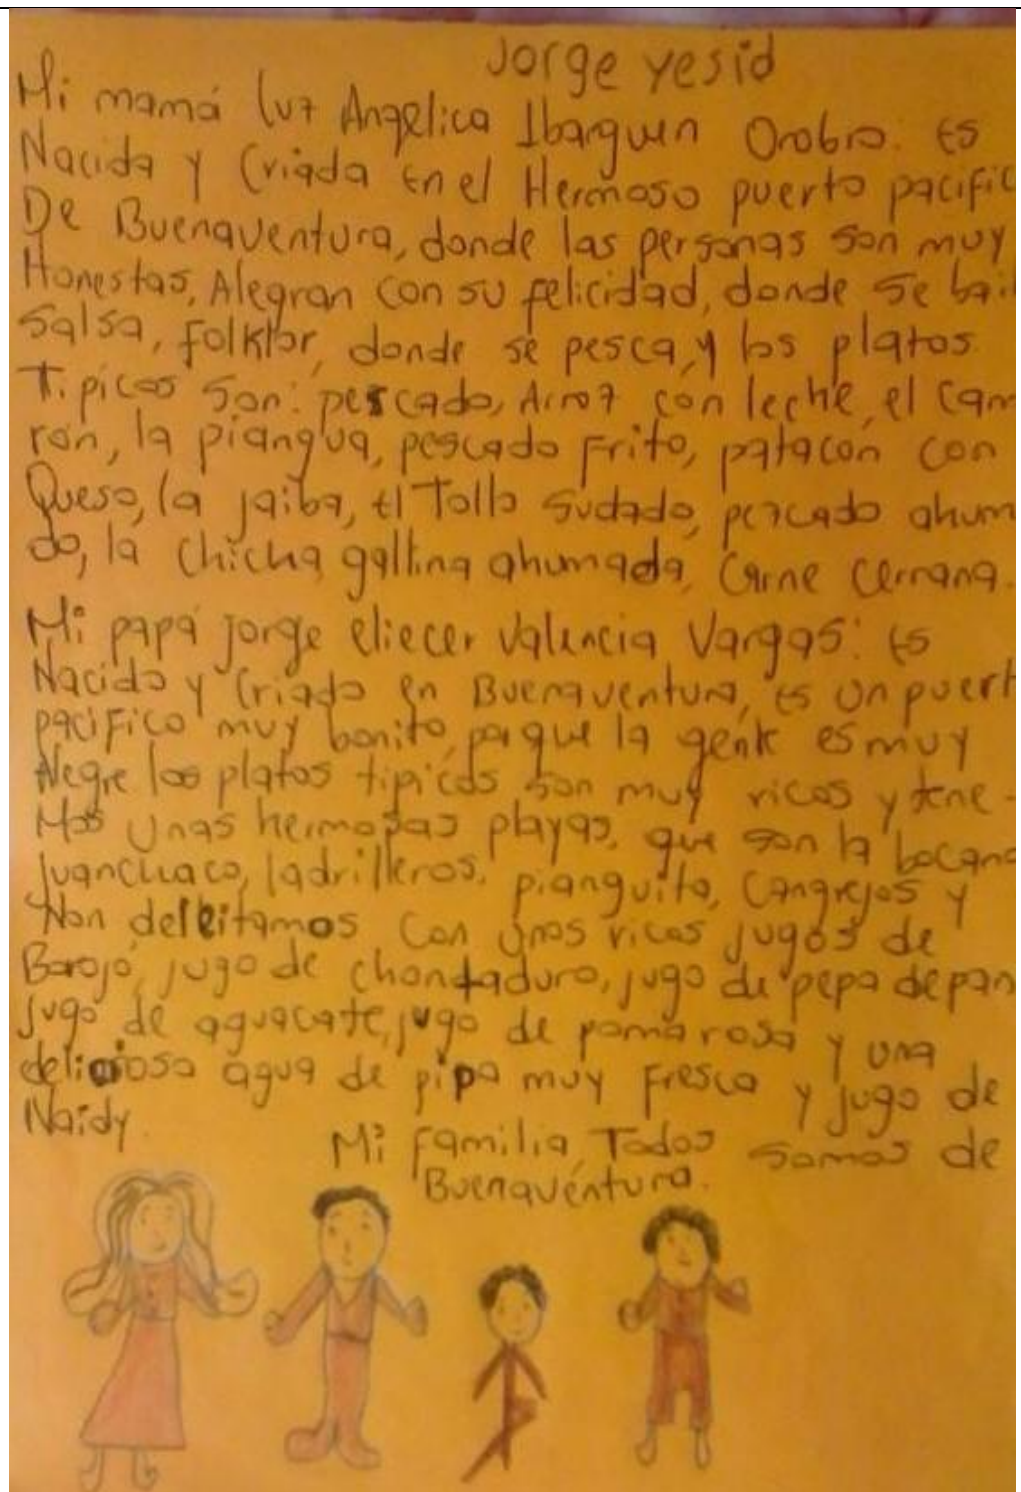 Jorge yesid
Mi mamá luz Angelica Ibarguen Orobio. Es
Nacida y Criada En el Hermoso puerto pacific
De Buenaventura, donde las personas son muy
Honestas, Alegran con su felicidad, donde se bail
Salsa, Folklor, donde se pesca, y los platos
Tipicos son: pescado, Arroz con leche, el cam
rón, la piangua, pescado Frito, patacon con
Queso, la jaiba, El Tollo Sudado, pezcado ahum
do, la Chicha gallina ahumada, Carne Cerrana.
Mi papá jorge eliecer Valencia Vargas: Es
Nacido y Criado en Buenaventura, es un puert
pacifico muy bonito, porque la gente es muy
Alegre los platos tipicos son muy ricos y tene-
Mos Unas hermosas playas, que son la bocana
Juanchaco, ladrilleros, pianguita, Cangrejos y
Non deleitamos Con unos ricos jugos de
Borojó, jugo de chontaduro, jugo de pepa de pan
Jugo de aguacate, jugo de pomarosa y una
deliciosa agua de pipa muy Fresca y jugo de
Naidy.
Mi Familia, Todos somos de
Buenaventura.